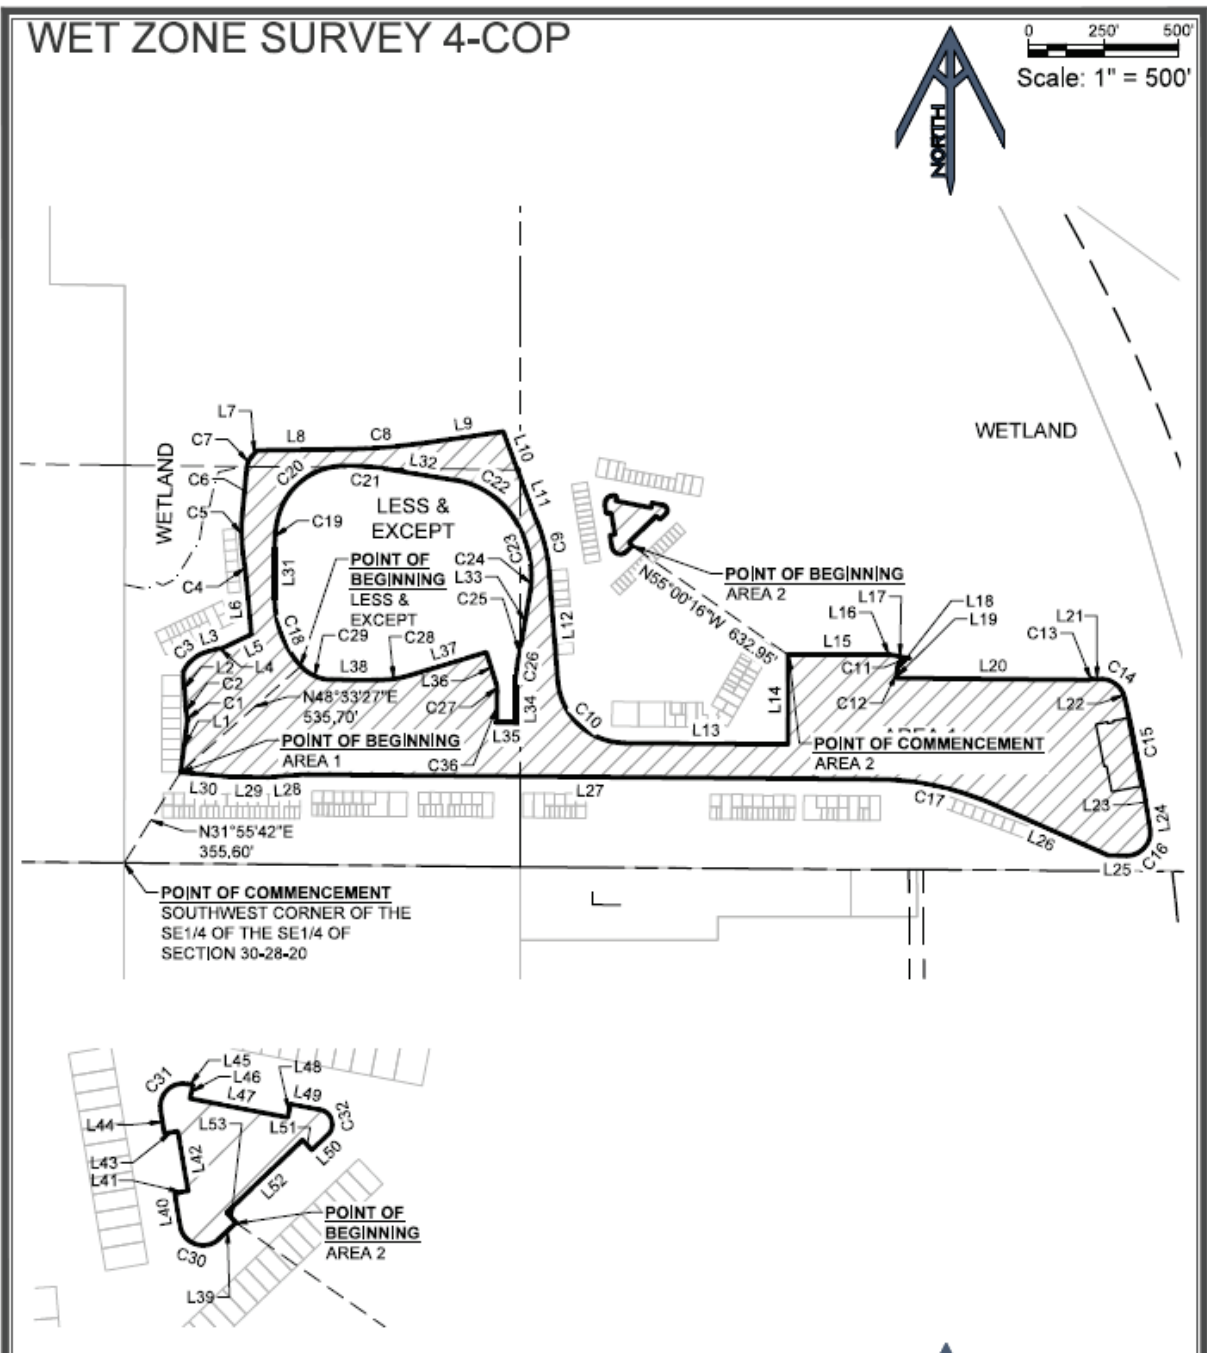 WET ZONE SURVEY 4-COP
0 250' 500'
Scale: 1" = 500'
NORTH
WETLAND
WETLAND
L7
C7
C6
C5
C4
L6
C3
L3
L5
L4
L2
C2
C1
L1
L8
C8
L9
L10
L11
C9
L12
C10
C20
C21
L32
C22
C23
C19
L31
C18
LESS &
EXCEPT
POINT OF
BEGINNING
LESS &
EXCEPT
C24
L33
C25
C26
L34
L35
C36
C27
L36
L37
C28
C29
L38
N48°33'27"E
535.70'
POINT OF BEGINNING
AREA 1
POINT OF BEGINNING
AREA 2
N55°00'16"W 632.95'
L13
L14
L15
L16
L17
L18
L19
C11
C12
L20
L21
C13
C14
L22
C15
L23
L24
C16
L25
L26
C17
L27
L28
L29
L30
POINT OF COMMENCEMENT
AREA 2
N31°55'42"E
355.60'
POINT OF COMMENCEMENT
SOUTHWEST CORNER OF THE
SE1/4 OF THE SE1/4 OF
SECTION 30-28-20
C31
L45
L46
L47
L48
L49
C32
L51
L50
L53
L52
L44
L43
L42
L41
L40
C30
L39
POINT OF
BEGINNING
AREA 2